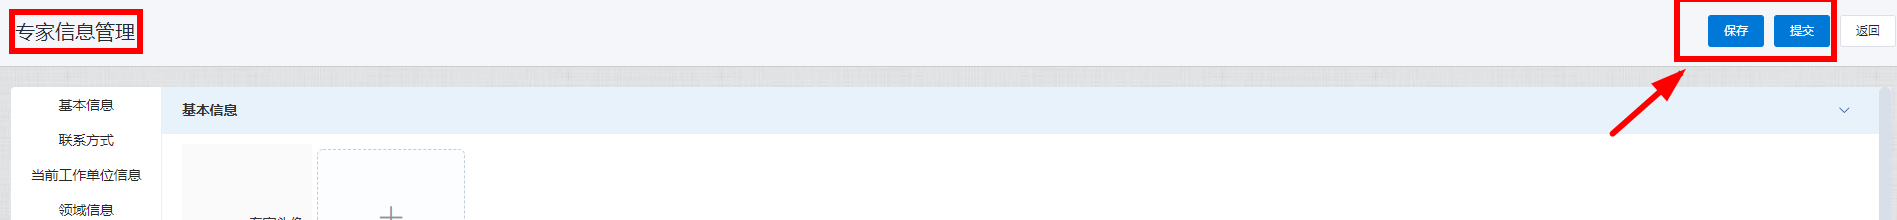 专家信息管理
保存 提交 返回
基本信息
联系方式
当前工作单位信息
领域信息
基本信息